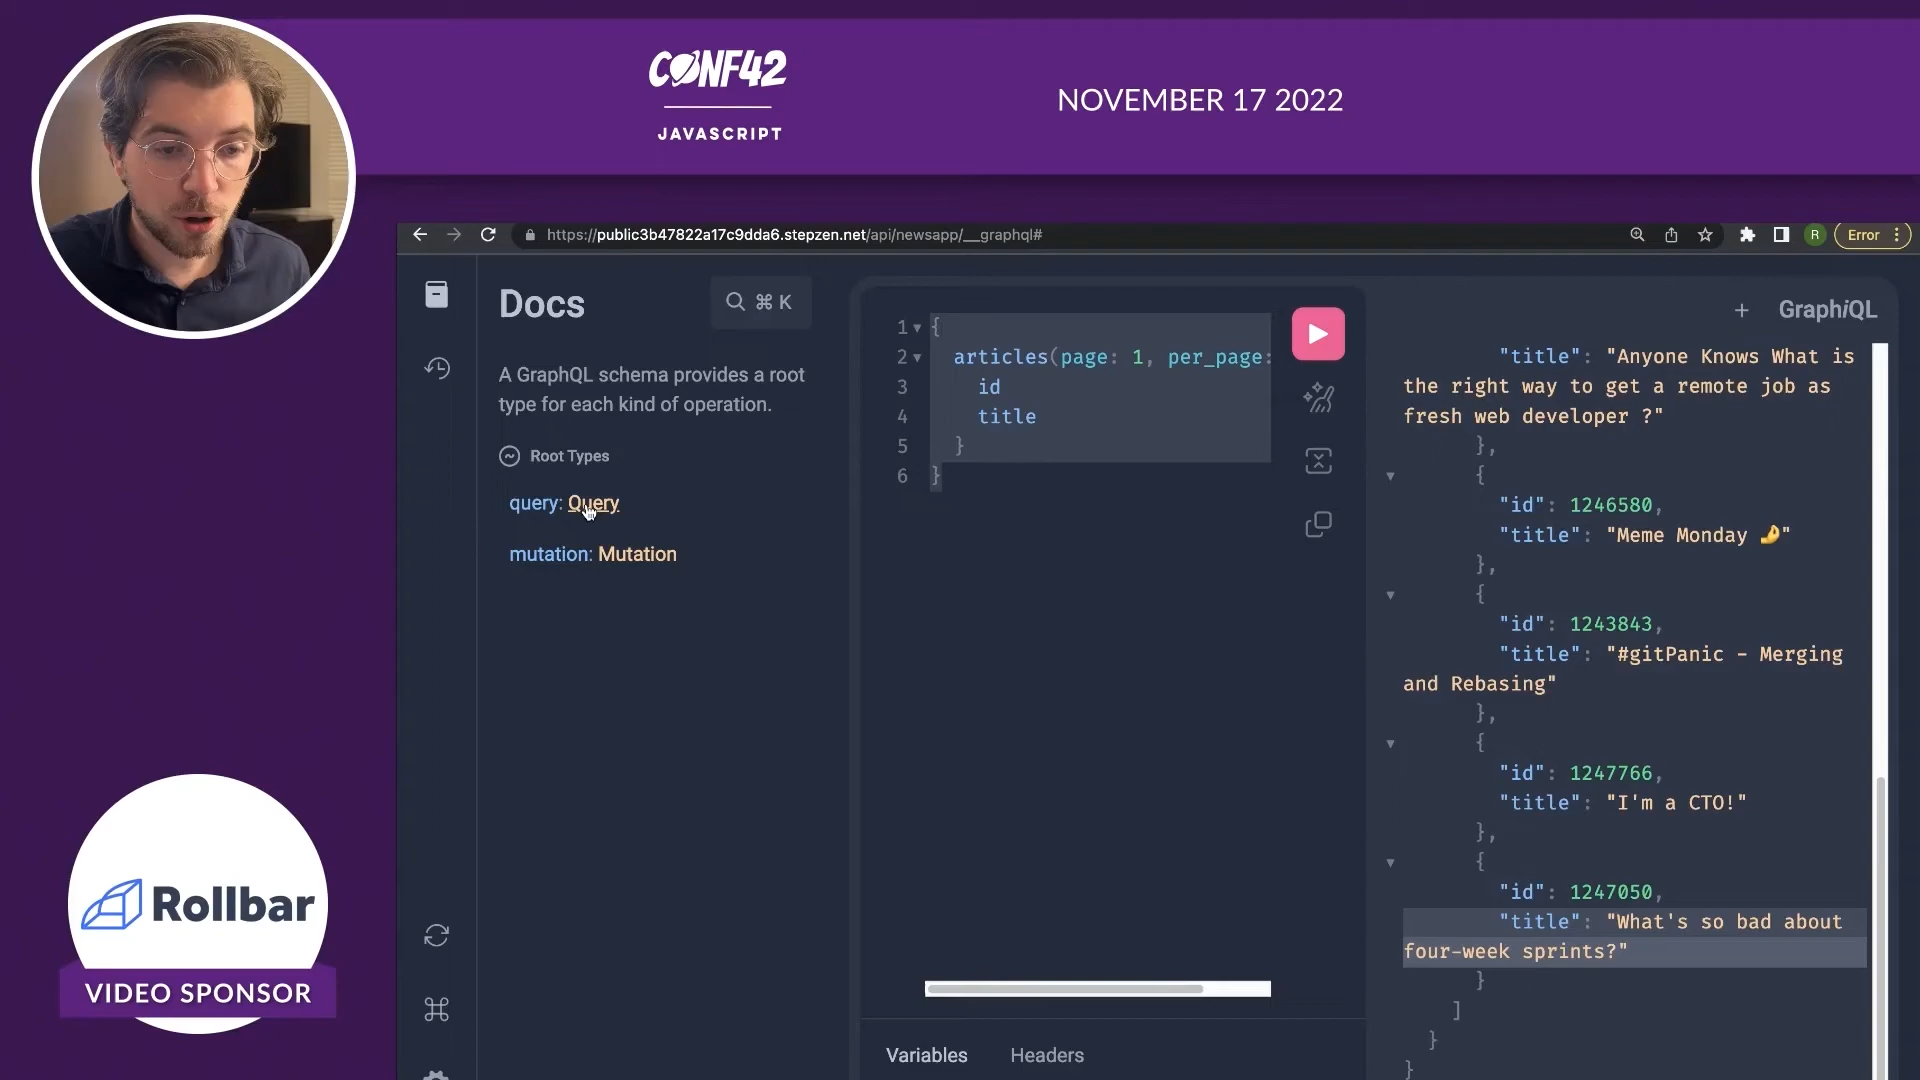 CONF42
JAVASCRIPT
NOVEMBER 17 2022
https://public3b47822a17c9dda6.stepzen.net/api/newsapp/__graphql#
R
Error
Docs
⌘ K
A GraphQL schema provides a root
type for each kind of operation.
Root Types
query: Query
mutation: Mutation
1 {
2 articles(page: 1, per_page:
3 id
4 title
5 }
6 }
+ GraphiQL
"title": "Anyone Knows What is
the right way to get a remote job as
fresh web developer ?"
},
{
"id": 1246580,
"title": "Meme Monday 🤌"
},
{
"id": 1243843,
"title": "#gitPanic - Merging
and Rebasing"
},
{
"id": 1247766,
"title": "I'm a CTO!"
},
{
"id": 1247050,
"title": "What's so bad about
four-week sprints?"
}
]
}
}
Variables
Headers
Rollbar
VIDEO SPONSOR